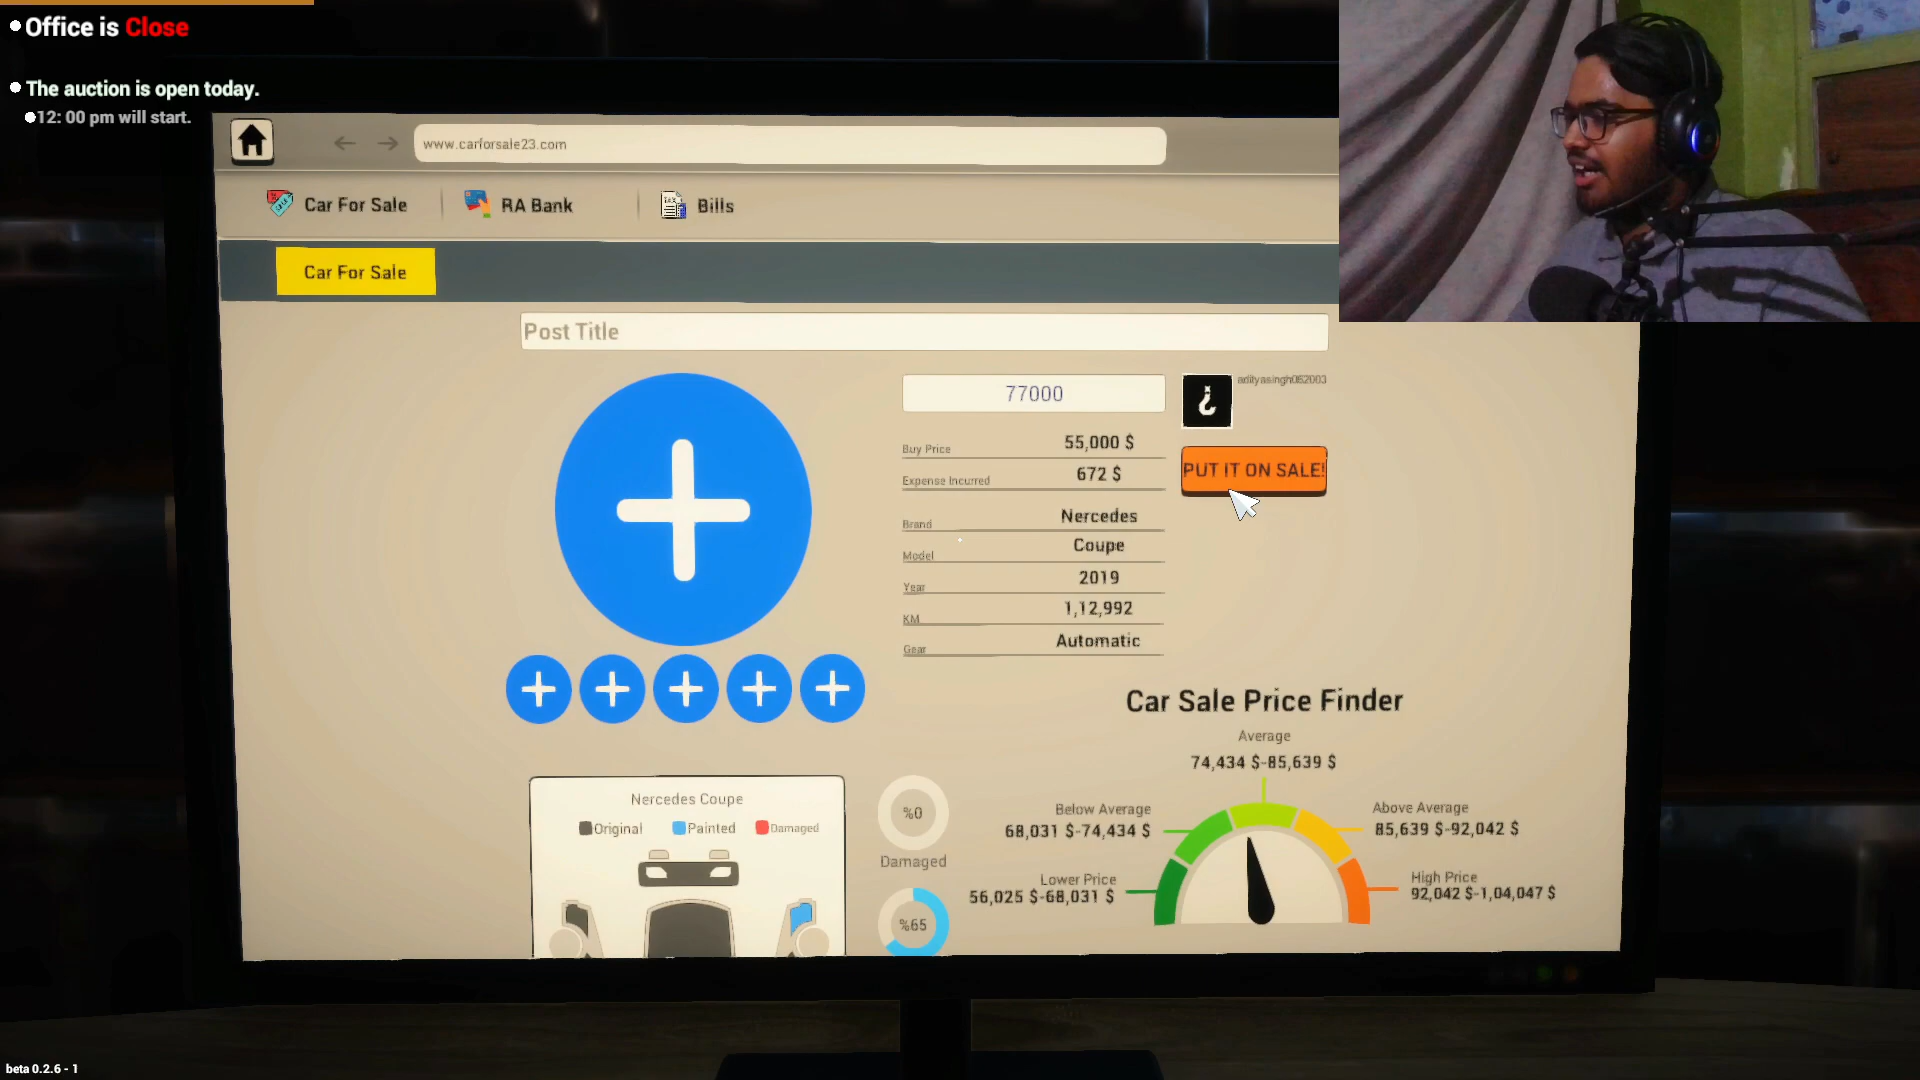 Office is Close
The auction is open today.
12: 00 pm will start.
www.carforsale23.com
Car For Sale
RA Bank
Bills
Car For Sale
Post Title
77000
adityasingh062003
Buy Price 55,000 $
PUT IT ON SALE!
Expense Incurred 672 $
Brand Nercedes
Model Coupe
Year 2019
KM 1,12,992
Gear Automatic
Car Sale Price Finder
Average
74,434 $-85,639 $
Below Average
68,031 $-74,434 $
Above Average
85,639 $-92,042 $
Lower Price
56,025 $-68,031 $
High Price
92,042 $-1,04,047 $
Nercedes Coupe
Original Painted Damaged
%0
Damaged
%65
beta 0.2.6 - 1